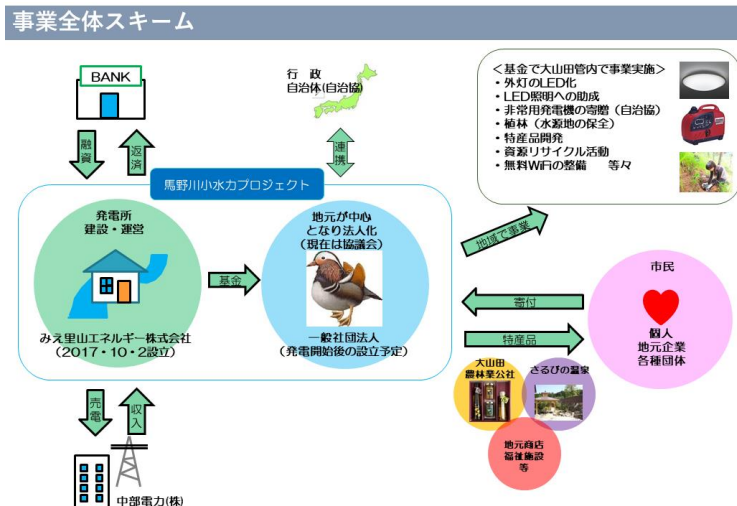 事業全体スキーム
BANK
行 政
自治体(自治協)
融資
返済
連携
<基金で大山田管内で事業実施>
・ 外灯のLED化
・ LED照明への助成
・ 非常用発電機の寄贈（自治協）
・ 植林（水源地の保全）
・ 特産品開発
・ 資源リサイクル活動
・ 無料WiFiの整備 等々
馬野川小水力プロジェクト
発電所
建設・運営
みえ里山エネルギー株式会社
（2017・10・2設立）
基金
地元が中心
となり法人化
（現在は協議会）
一般社団法人
（発電開始後の設立予定）
地域で事業
寄付
特産品
市民
個人
地元企業
各種団体
大山田
農林業公社
さるびの温泉
地元商店
福祉施設
等
売電
収入
中部電力(株)